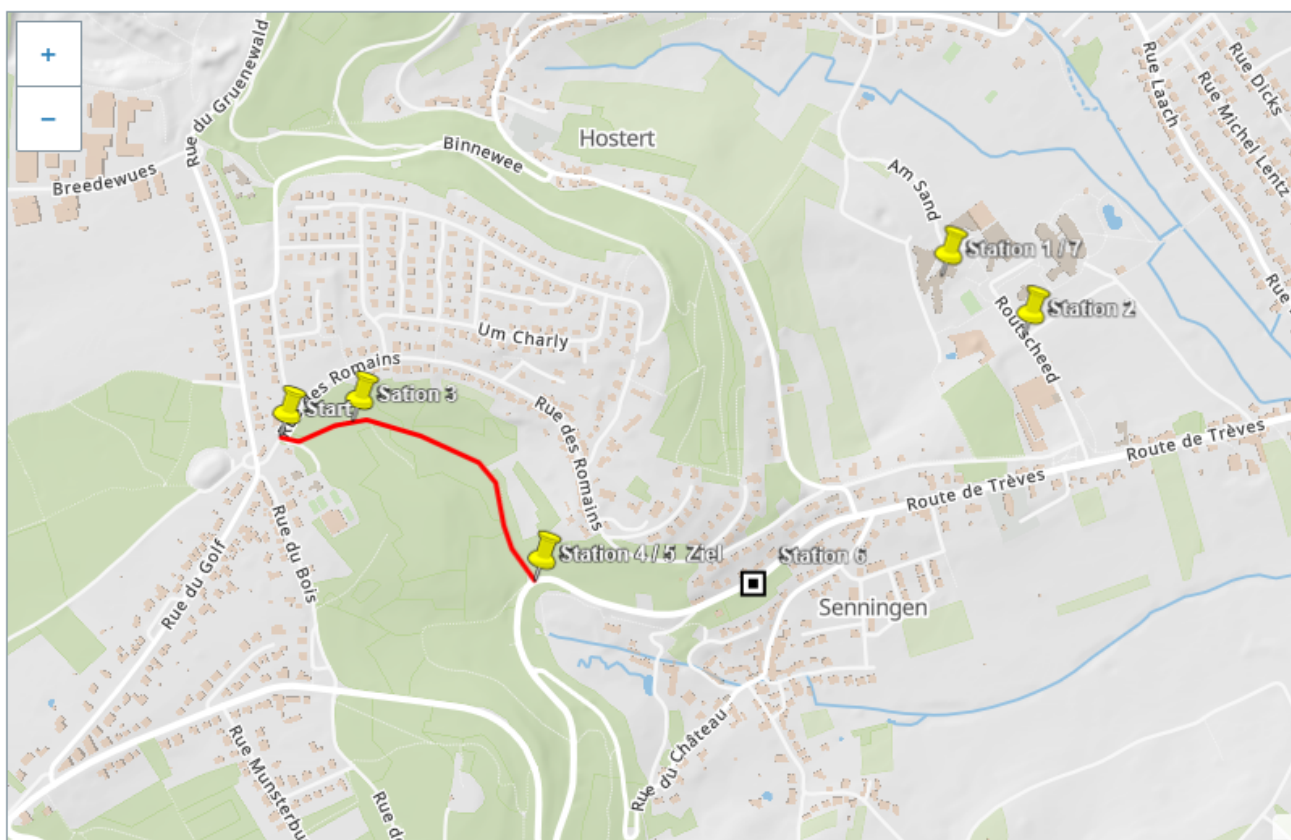 +
−
Rue du Gruenewald
Breedewues
Binnewee
Hostert
Am Sand
Rue Laach
Rue Dicks
Rue Michel Lentz
Station 1 / 7
Station 2
Routscheed
Um Charly
Rue des Romains
Sation 3
Start
Rue des Romains
Route de Trèves
Route de Trèves
Rue du Golf
Rue du Bois
Station 4 / 5 Ziel
Station 6
Senningen
Rue du Château